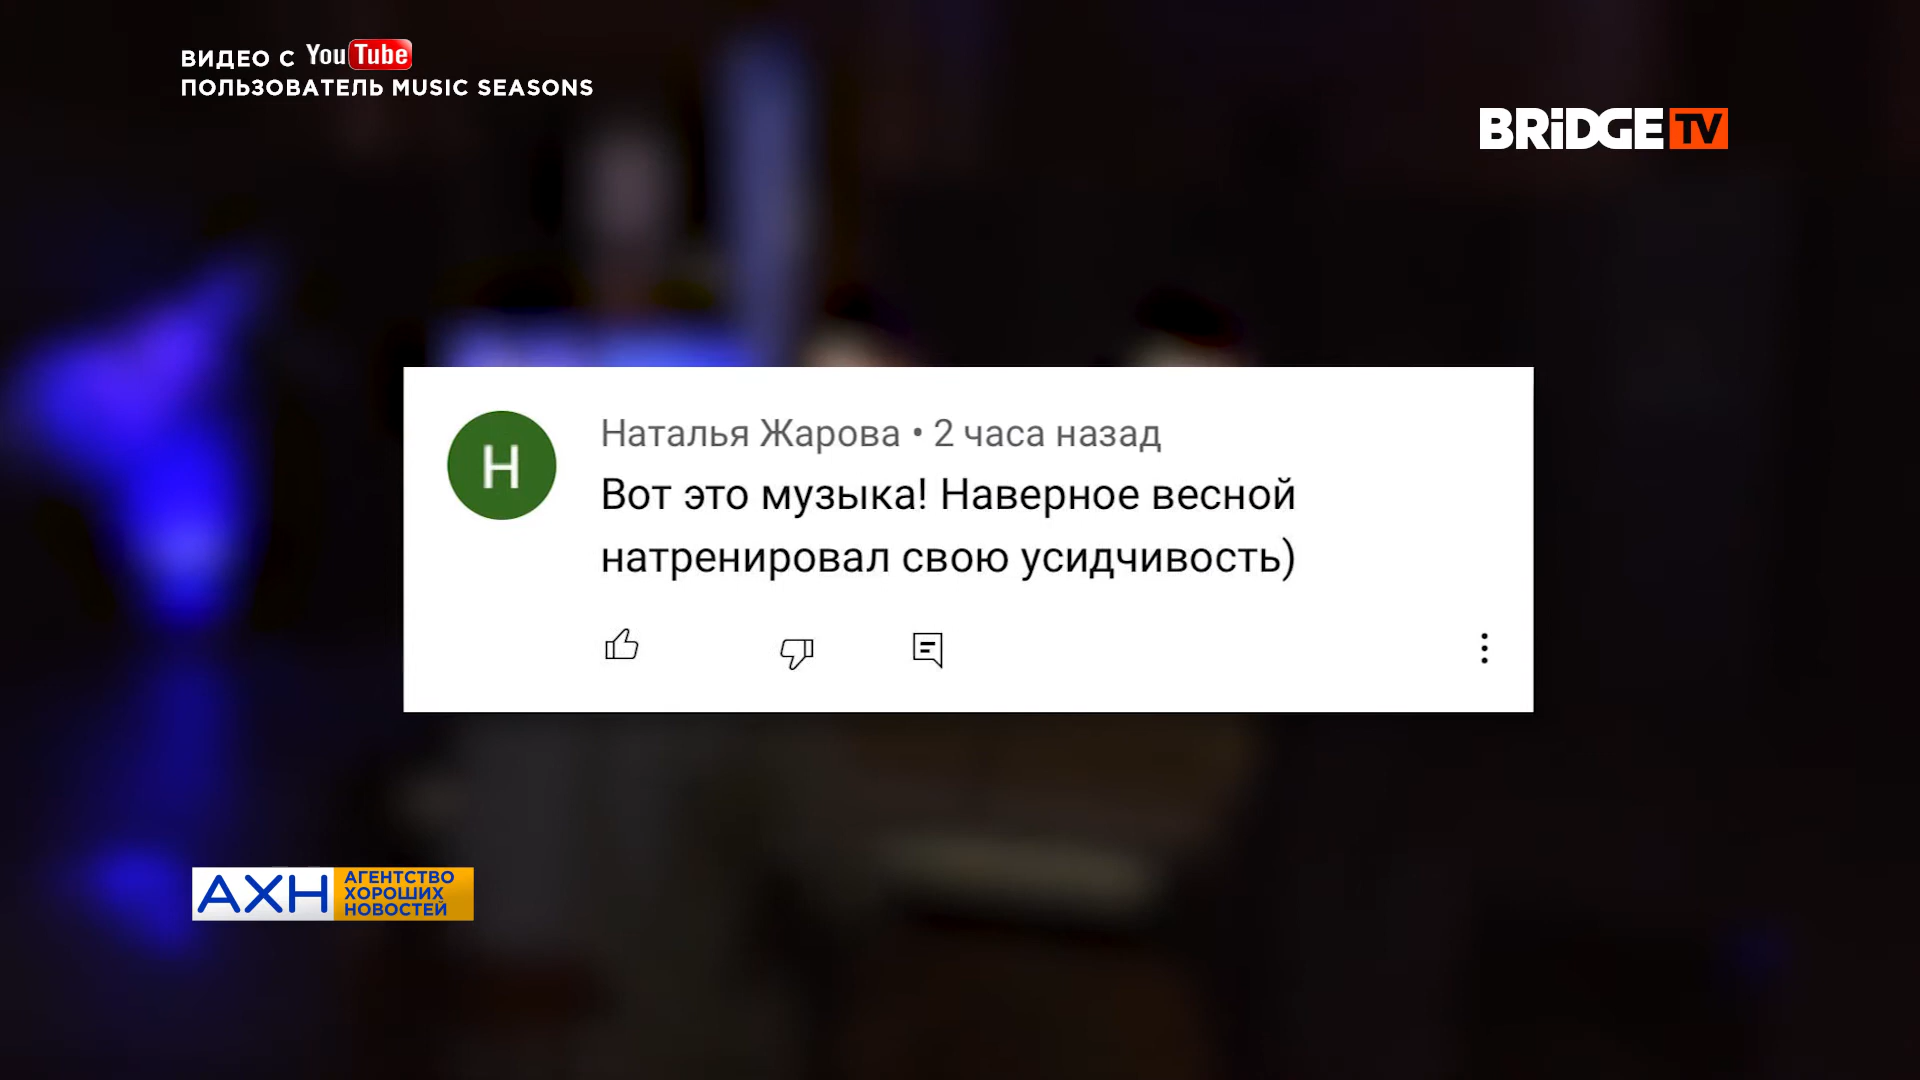 ВИДЕО С YouTube
ПОЛЬЗОВАТЕЛЬ MUSIC SEASONS
BRiDGE TV
Н
Наталья Жарова • 2 часа назад
Вот это музыка! Наверное весной
натренировал свою усидчивость)
АХН
АГЕНТСТВО
ХОРОШИХ
НОВОСТЕЙ